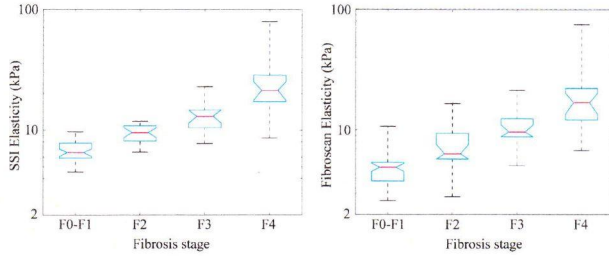 SSI Elasticity (kPa)
100
10
2
F0-F1 F2 F3 F4
Fibrosis stage
Fibroscan Elasticity (kPa)
100
10
2
F0-F1 F2 F3 F4
Fibrosis stage